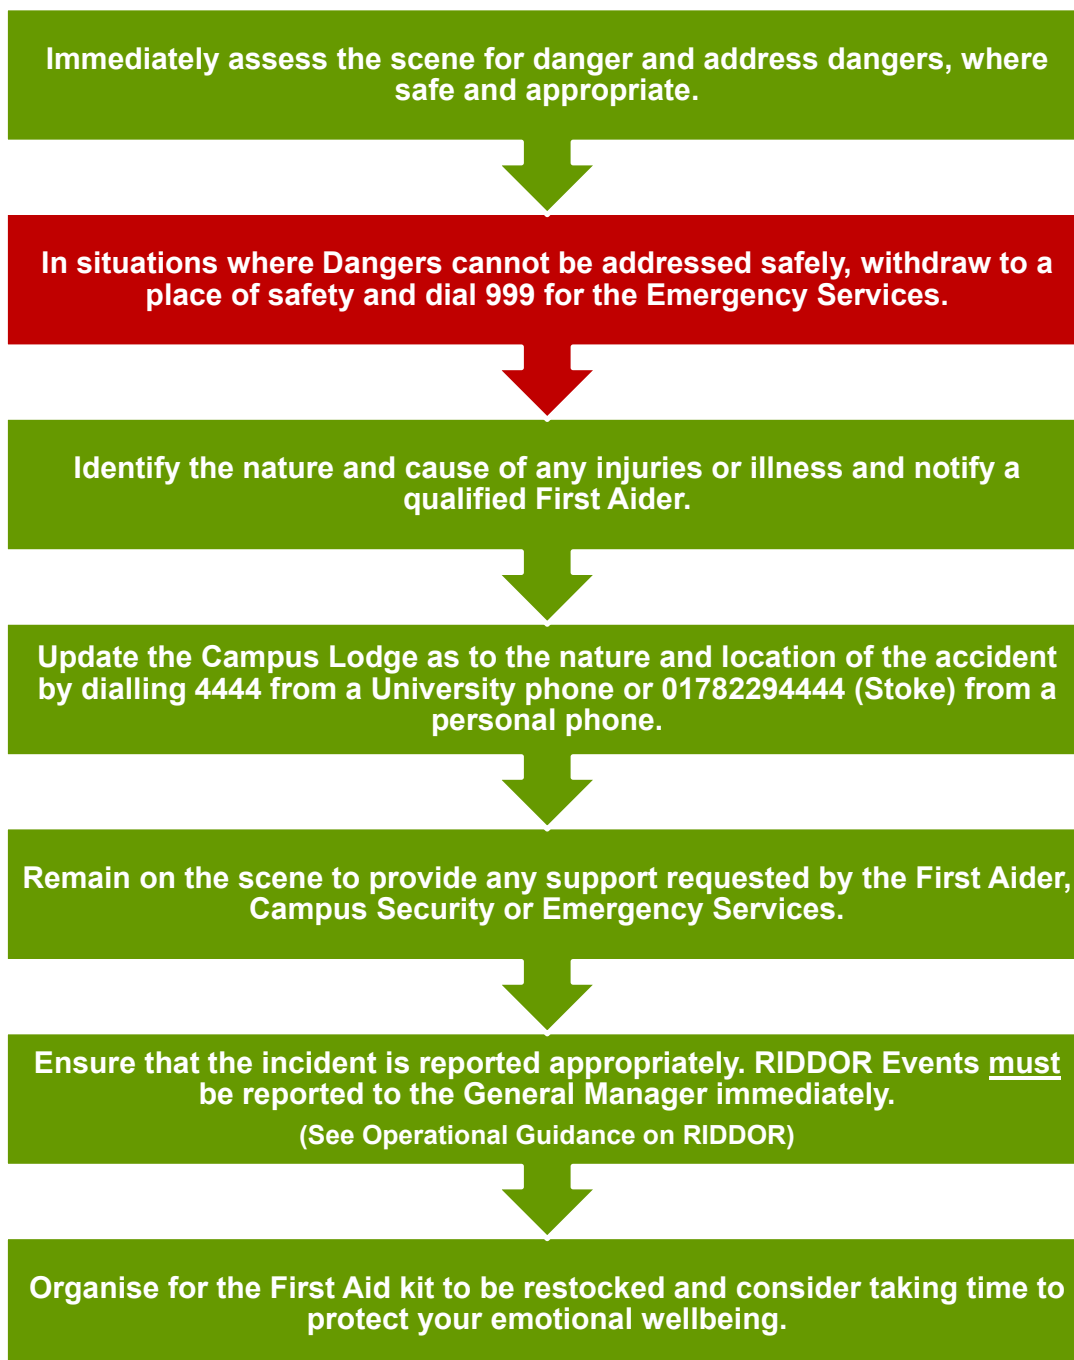 Immediately assess the scene for danger and address dangers, where
safe and appropriate.
In situations where Dangers cannot be addressed safely, withdraw to a
place of safety and dial 999 for the Emergency Services.
Identify the nature and cause of any injuries or illness and notify a
qualified First Aider.
Update the Campus Lodge as to the nature and location of the accident
by dialling 4444 from a University phone or 01782294444 (Stoke) from a
personal phone.
Remain on the scene to provide any support requested by the First Aider,
Campus Security or Emergency Services.
Ensure that the incident is reported appropriately. RIDDOR Events must
be reported to the General Manager immediately.
(See Operational Guidance on RIDDOR)
Organise for the First Aid kit to be restocked and consider taking time to
protect your emotional wellbeing.